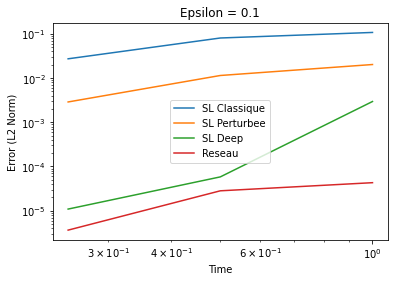 Epsilon = 0.1
Error (L2 Norm)
10⁻¹
10⁻²
10⁻³
10⁻⁴
10⁻⁵
SL Classique
SL Perturbee
SL Deep
Reseau
3 × 10⁻¹ 4 × 10⁻¹ 6 × 10⁻¹ 10⁰
Time